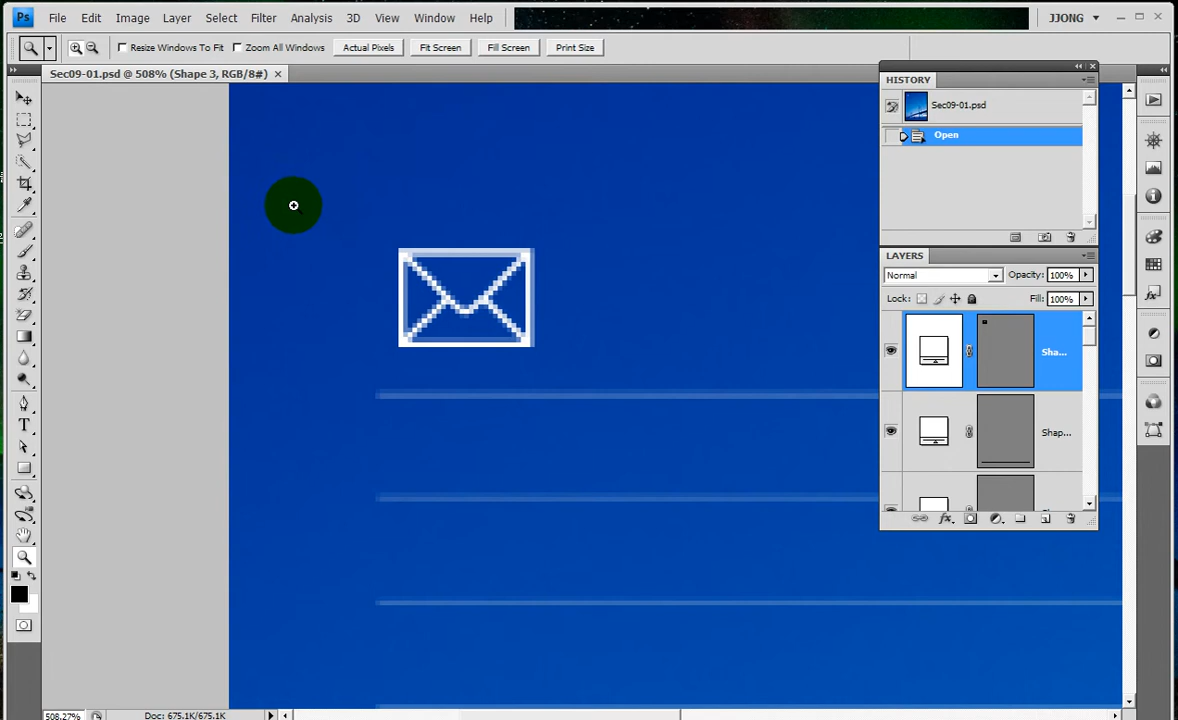 Ps File Edit Image Layer Select Filter Analysis 3D View Window Help JJONG
Resize Windows To Fit Zoom All Windows Actual Pixels Fit Screen Fill Screen Print Size
Sec09-01.psd @ 508% (Shape 3, RGB/8#) ×
HISTORY
Sec09-01.psd
Open
LAYERS
Normal Opacity: 100%
Lock: Fill: 100%
Sha...
Shap...
T
508.27% Doc: 675.1K/675.1K